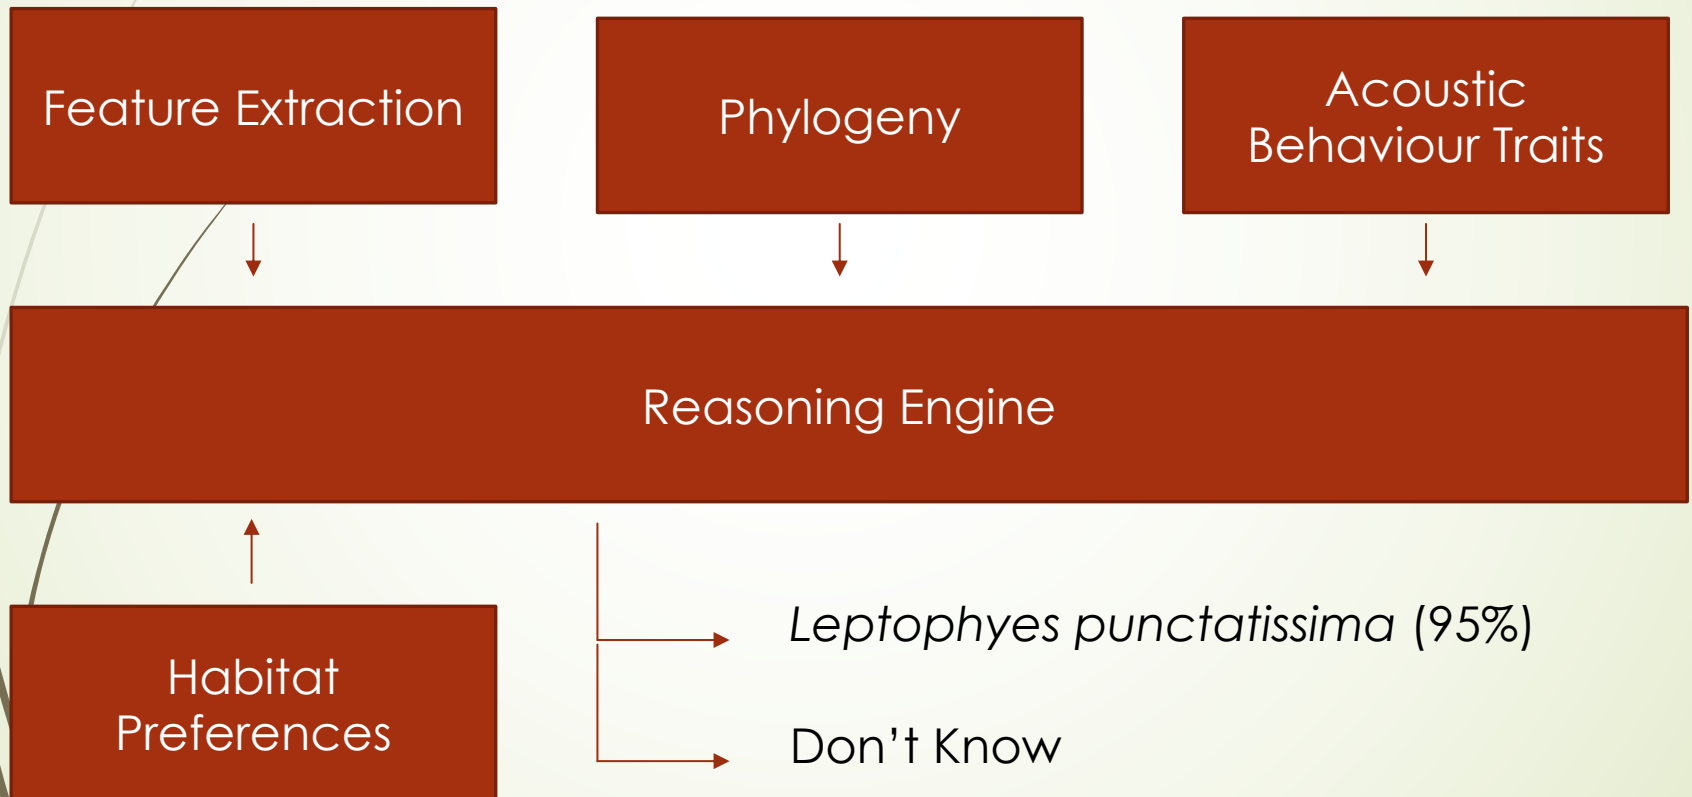 Feature Extraction
Phylogeny
Acoustic
Behaviour Traits
Reasoning Engine
Habitat
Preferences
Leptophyes punctatissima (95%)
Don’t Know